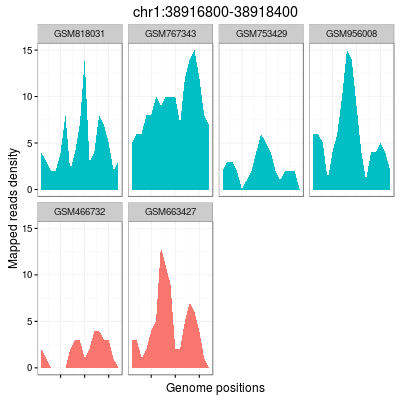 chr1:38916800-38918400
GSM818031 GSM767343 GSM753429 GSM956008
15
10
5
0
GSM466732 GSM663427
15
10
5
0
Mapped reads density
Genome positions